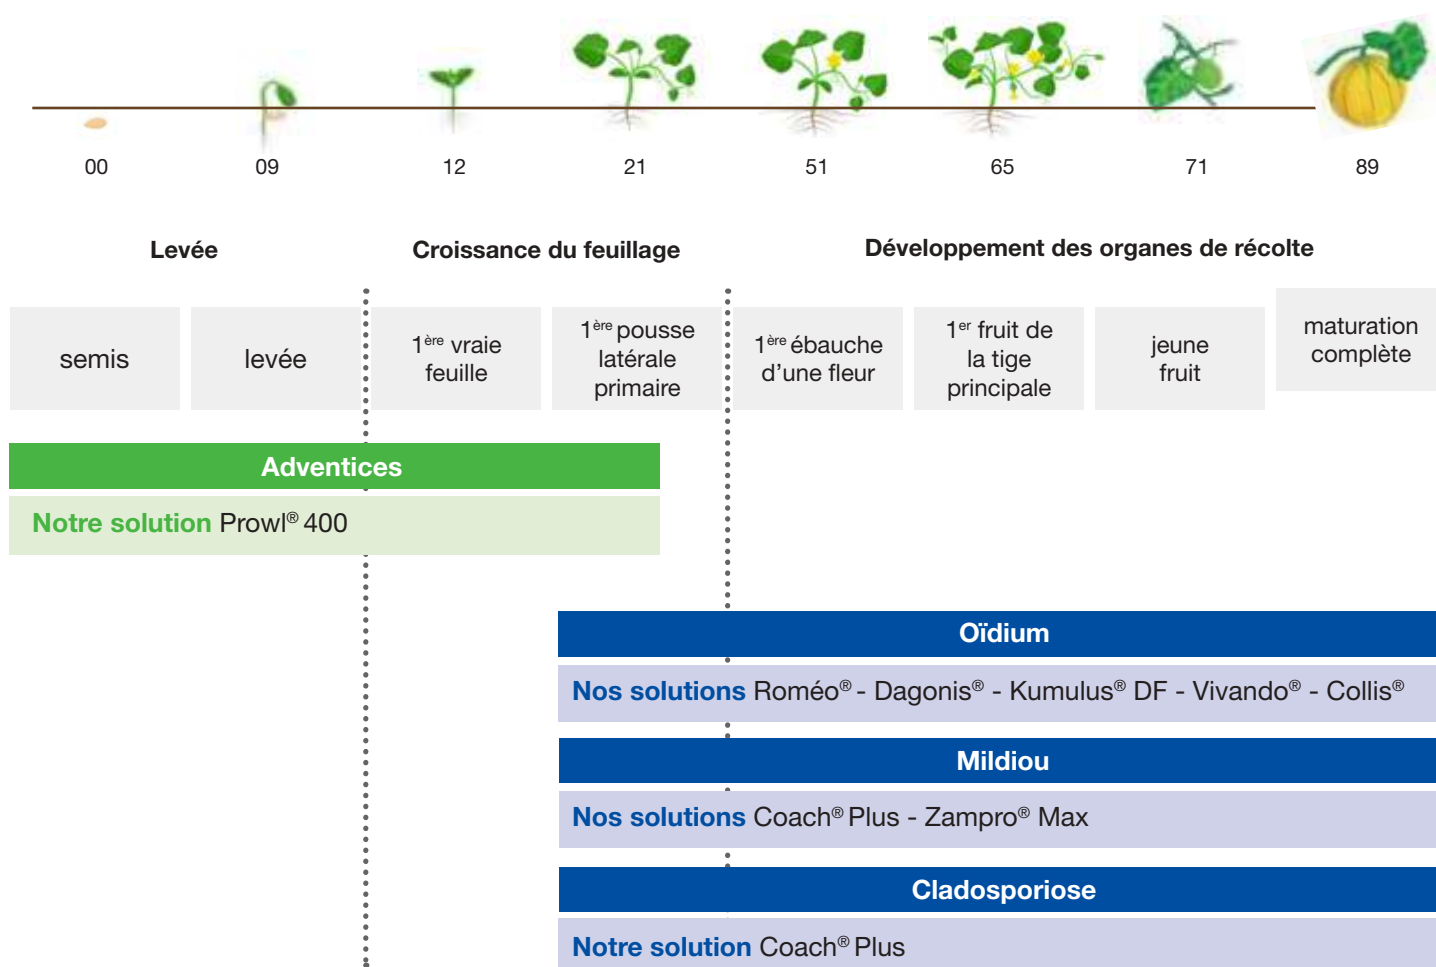 00 09 12 21 51 65 71 89
Levée Croissance du feuillage Développement des organes de récolte
semis
levée
1ère vraie
feuille
1ère pousse
latérale
primaire
1ère ébauche
d'une fleur
1er fruit de
la tige
principale
jeune
fruit
maturation
complète
Adventices
Notre solution Prowl® 400
Oïdium
Nos solutions Roméo® - Dagonis® - Kumulus® DF - Vivando® - Collis®
Mildiou
Nos solutions Coach® Plus - Zampro® Max
Cladosporiose
Notre solution Coach® Plus